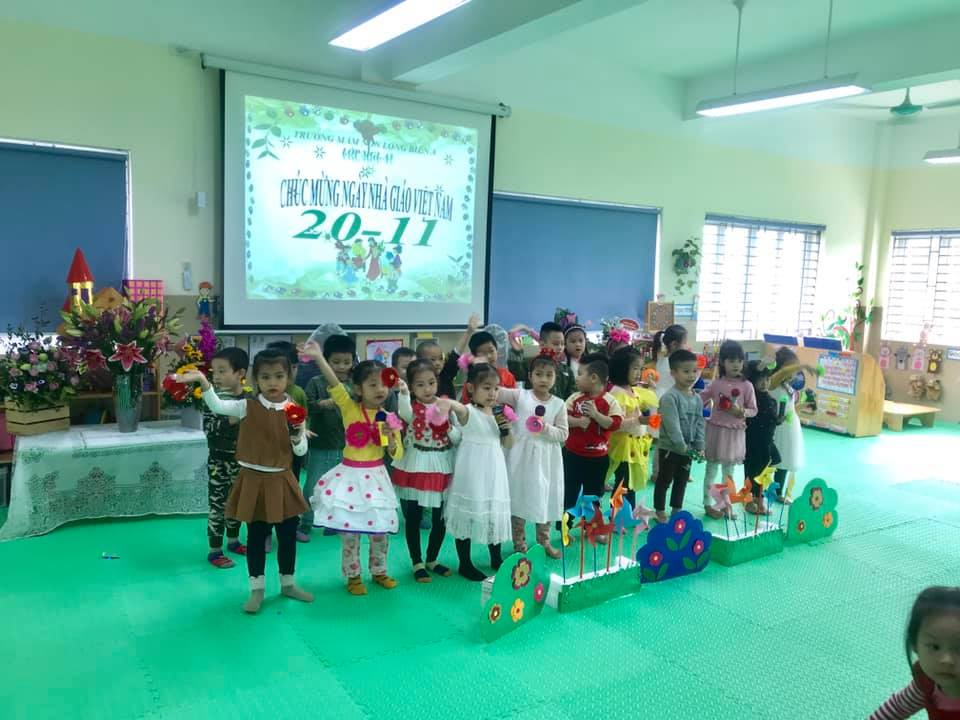 TRƯỜNG MẦM NON LONG BIÊN A
CHÚC MỪNG NGÀY NHÀ GIÁO VIỆT NAM
20-11